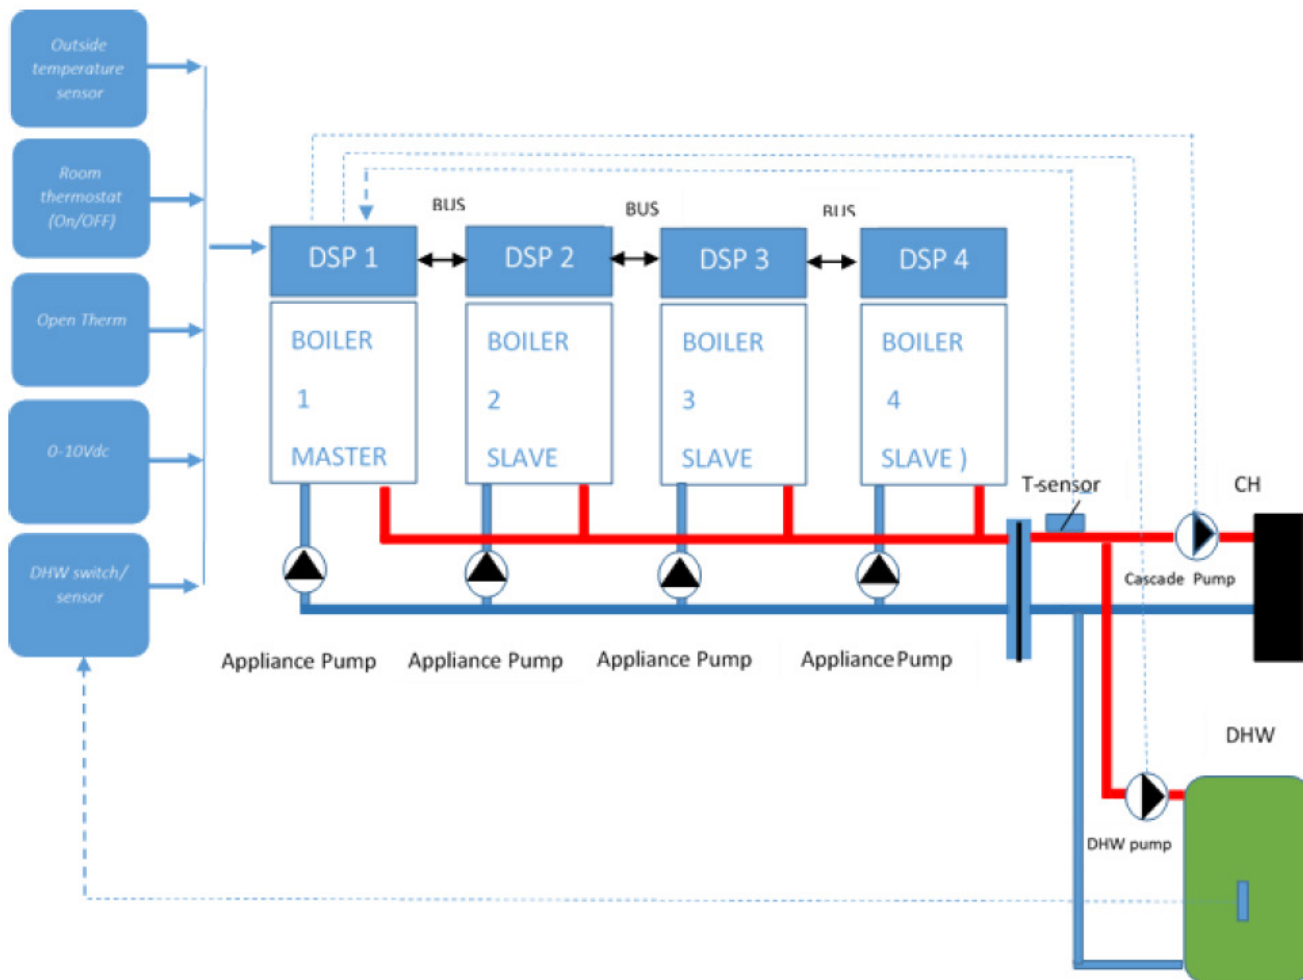 Outside
temperature
sensor
Room
thermostat
(On/OFF)
Open Therm
0-10Vdc
DHW switch/
sensor
BUS
BUS
BUS
DSP 1
DSP 2
DSP 3
DSP 4
BOILER
1
MASTER
BOILER
2
SLAVE
BOILER
3
SLAVE
BOILER
4
SLAVE )
T-sensor
CH
Cascade Pump
Appliance Pump
Appliance Pump
Appliance Pump
Appliance Pump
DHW
DHW pump